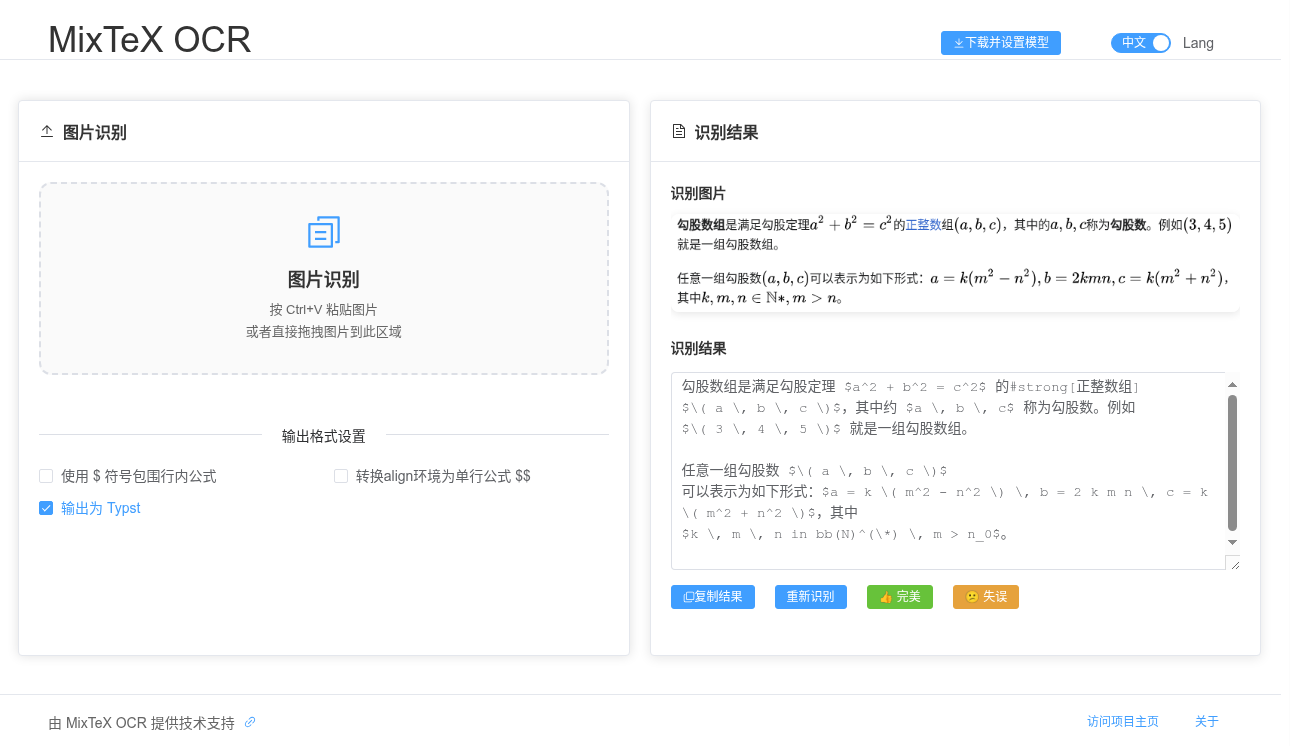 MixTeX OCR
下载并设置模型
中文
Lang
图片识别
图片识别
按 Ctrl+V 粘贴图片
或者直接拖拽图片到此区域
输出格式设置
使用 $ 符号包围行内公式
转换align环境为单行公式 $$
输出为 Typst
识别结果
识别图片
勾股数组是满足勾股定理a² + b² = c²的正整数组(a, b, c)，其中的a, b, c称为勾股数。例如(3, 4, 5)
就是一组勾股数组。
任意一组勾股数(a, b, c)可以表示为如下形式：a = k(m² − n²), b = 2kmn, c = k(m² + n²)，
其中k, m, n ∈ ℕ∗, m > n。
识别结果
勾股数组是满足勾股定理 $a^2 + b^2 = c^2$ 的#strong[正整数组]
$\( a \, b \, c \)$，其中约 $a \, b \, c$ 称为勾股数。例如
$\( 3 \, 4 \, 5 \)$ 就是一组勾股数组。
任意一组勾股数 $\( a \, b \, c \)$
可以表示为如下形式：$a = k \( m^2 - n^2 \) \, b = 2 k m n \, c = k
\( m^2 + n^2 \)$，其中
$k \, m \, n in bb(N)^(\*) \, m > n_0$。
复制结果
重新识别
👍 完美
😕 失误
由 MixTeX OCR 提供技术支持
访问项目主页
关于